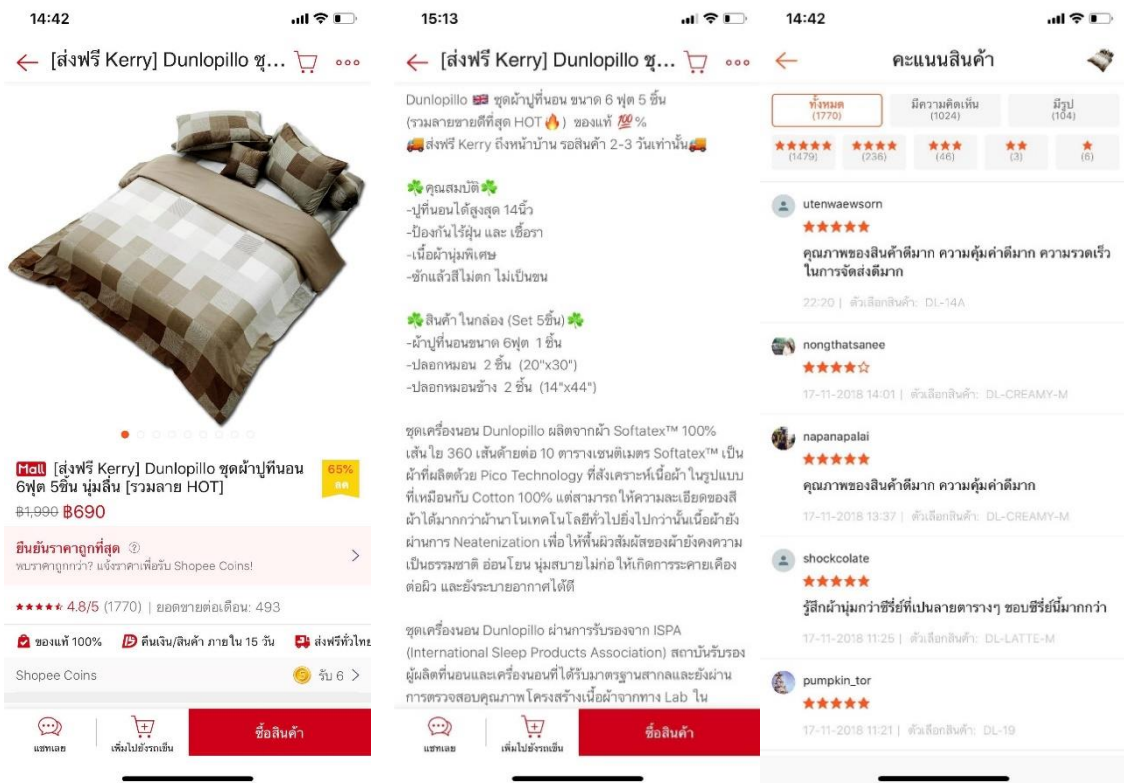 14:42
[ส่งฟรี Kerry] Dunlopillo ชุ...
Mall [ส่งฟรี Kerry] Dunlopillo ชุดผ้าปูที่นอน
65%
ลด
6ฟุต 5ชิ้น นุ่มลื่น [รวมลาย HOT]
฿1,990 ฿690
ยืนยันราคาถูกที่สุด
พบราคาถูกกว่า? แจ้งราคาเพื่อรับ Shopee Coins!
★★★★★ 4.8/5 (1770) | ยอดขายต่อเดือน: 493
ของแท้ 100% คืนเงิน/สินค้า ภายใน 15 วัน ส่งฟรีทั่วไทย
Shopee Coins รับ 6 >
แชทเลย
เพิ่มไปยังรถเข็น
ซื้อสินค้า
15:13
[ส่งฟรี Kerry] Dunlopillo ชุ...
Dunlopillo 🇬🇧 ชุดผ้าปูที่นอน ขนาด 6 ฟุต 5 ชิ้น
(รวมลายขายดีที่สุด HOT🔥) ของแท้ 💯%
🚚ส่งฟรี Kerry ถึงหน้าบ้าน รอสินค้า 2-3 วันเท่านั้น🚚
☘️คุณสมบัติ☘️
-ปูที่นอนได้สูงสุด 14นิ้ว
-ป้องกันไร้ฝุ่น และ เชื้อรา
-เนื้อผ้านุ่มพิเศษ
-ซักแล้วสีไม่ตก ไม่เป็นขน
☘️สินค้าในกล่อง (Set 5ชิ้น)☘️
-ผ้าปูที่นอนขนาด 6ฟุต 1 ชิ้น
-ปลอกหมอน 2 ชิ้น (20"x30")
-ปลอกหมอนข้าง 2 ชิ้น (14"x44")
ชุดเครื่องนอน Dunlopillo ผลิตจากผ้า Softatex™ 100%
เส้นใย 360 เส้นด้ายต่อ 10 ตารางเซนติเมตร Softatex™ เป็น
ผ้าที่ผลิตด้วย Pico Technology ที่สังเคราะห์เนื้อผ้าในรูปแบบ
ที่เหมือนกับ Cotton 100% แต่สามารถให้ความละเอียดของสี
ผ้าได้มากกว่าผ้านาโนเทคโนโลยีทั่วไปยิ่งไปกว่านั้นเนื้อผ้ายัง
ผ่านการ Neatenization เพื่อให้พื้นผิวสัมผัสของผ้ายังคงความ
เป็นธรรมชาติ อ่อนโยน นุ่มสบายไม่ก่อให้เกิดการระคายเคือง
ต่อผิว และยังระบายอากาศได้ดี
ชุดเครื่องนอน Dunlopillo ผ่านการรับรองจาก ISPA
(International Sleep Products Association) สถาบันรับรอง
ผู้ผลิตที่นอนและเครื่องนอนที่ได้รับมาตรฐานสากลและยังผ่าน
การตรวจสอบคุณภาพโครงสร้างเนื้อผ้าจากทาง Lab ใน
แชทเลย
เพิ่มไปยังรถเข็น
ซื้อสินค้า
14:42
คะแนนสินค้า
ทั้งหมด
(1770)
มีความคิดเห็น
(1024)
มีรูป
(104)
★★★★★
(1479)
★★★★
(236)
★★★
(46)
★★
(3)
★
(6)
utenwaewsorn
★★★★★
คุณภาพของสินค้าดีมาก ความคุ้มค่าดีมาก ความรวดเร็ว
ในการจัดส่งดีมาก
22:20 | ตัวเลือกสินค้า: DL-14A
nongthatsanee
★★★★☆
17-11-2018 14:01 | ตัวเลือกสินค้า: DL-CREAMY-M
napanapalai
★★★★★
คุณภาพของสินค้าดีมาก ความคุ้มค่าดีมาก
17-11-2018 13:37 | ตัวเลือกสินค้า: DL-CREAMY-M
shockcolate
★★★★★
รู้สึกผ้านุ่มกว่าซีรี่ย์ที่เปนลายตารางๆ ชอบซีรี่ย์นี้มากกว่า
17-11-2018 11:25 | ตัวเลือกสินค้า: DL-LATTE-M
pumpkin_tor
★★★★★
17-11-2018 11:21 | ตัวเลือกสินค้า: DL-19